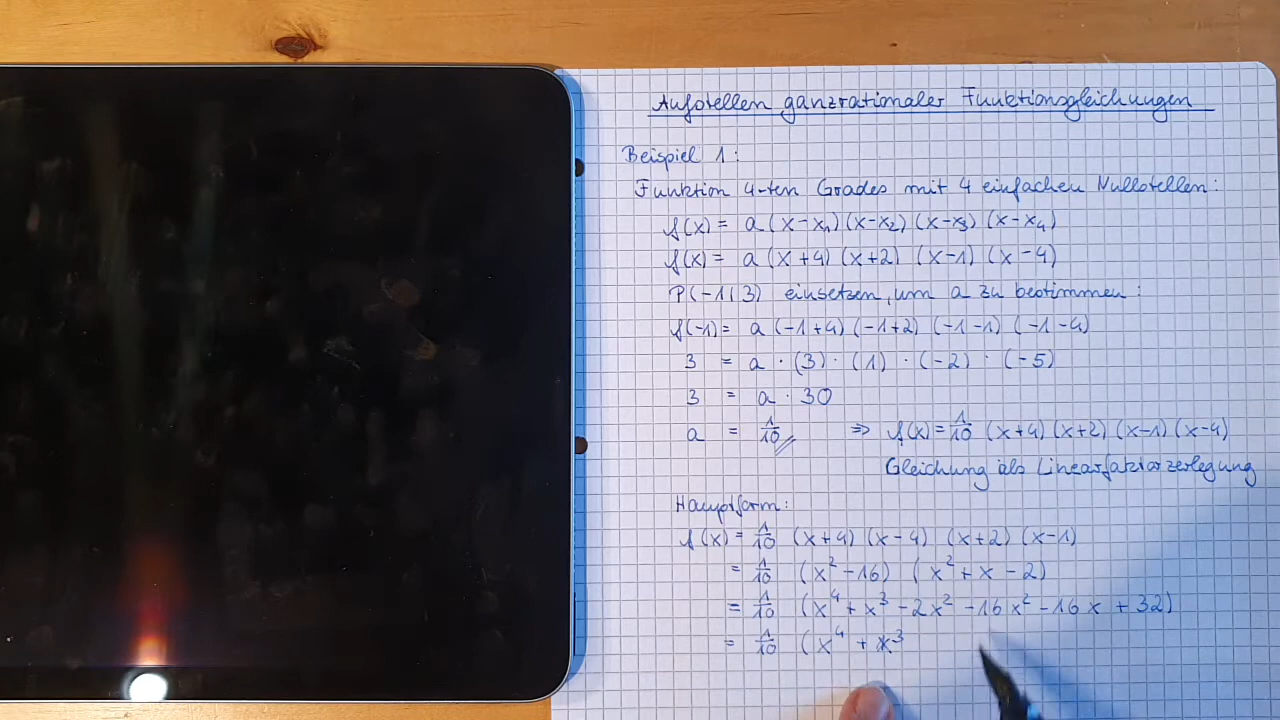 Aufstellen ganzrationaler Funktionsgleichungen
Beispiel 1:
Funktion 4-ten Grades mit 4 einfachen Nullstellen:
f(x) = a (x-x₁) (x-x₂) (x-x₃) (x-x₄)
f(x) = a (x+4) (x+2) (x-1) (x-4)
P(-1|3) einsetzen, um a zu bestimmen:
f(-1) = a (-1+4) (-1+2) (-1-1) (-1-4)
3 = a · (3) · (1) · (-2) · (-5)
3 = a · 30
a = 1/10 ⇒ f(x) = 1/10 (x+4) (x+2) (x-1) (x-4)
Gleichung als Linearfaktorzerlegung
Hauptform:
f(x) = 1/10 (x+4) (x-4) (x+2) (x-1)
= 1/10 (x²-16) (x²+x-2)
= 1/10 (x⁴+x³-2x²-16x²-16x+32)
= 1/10 (x⁴+x³